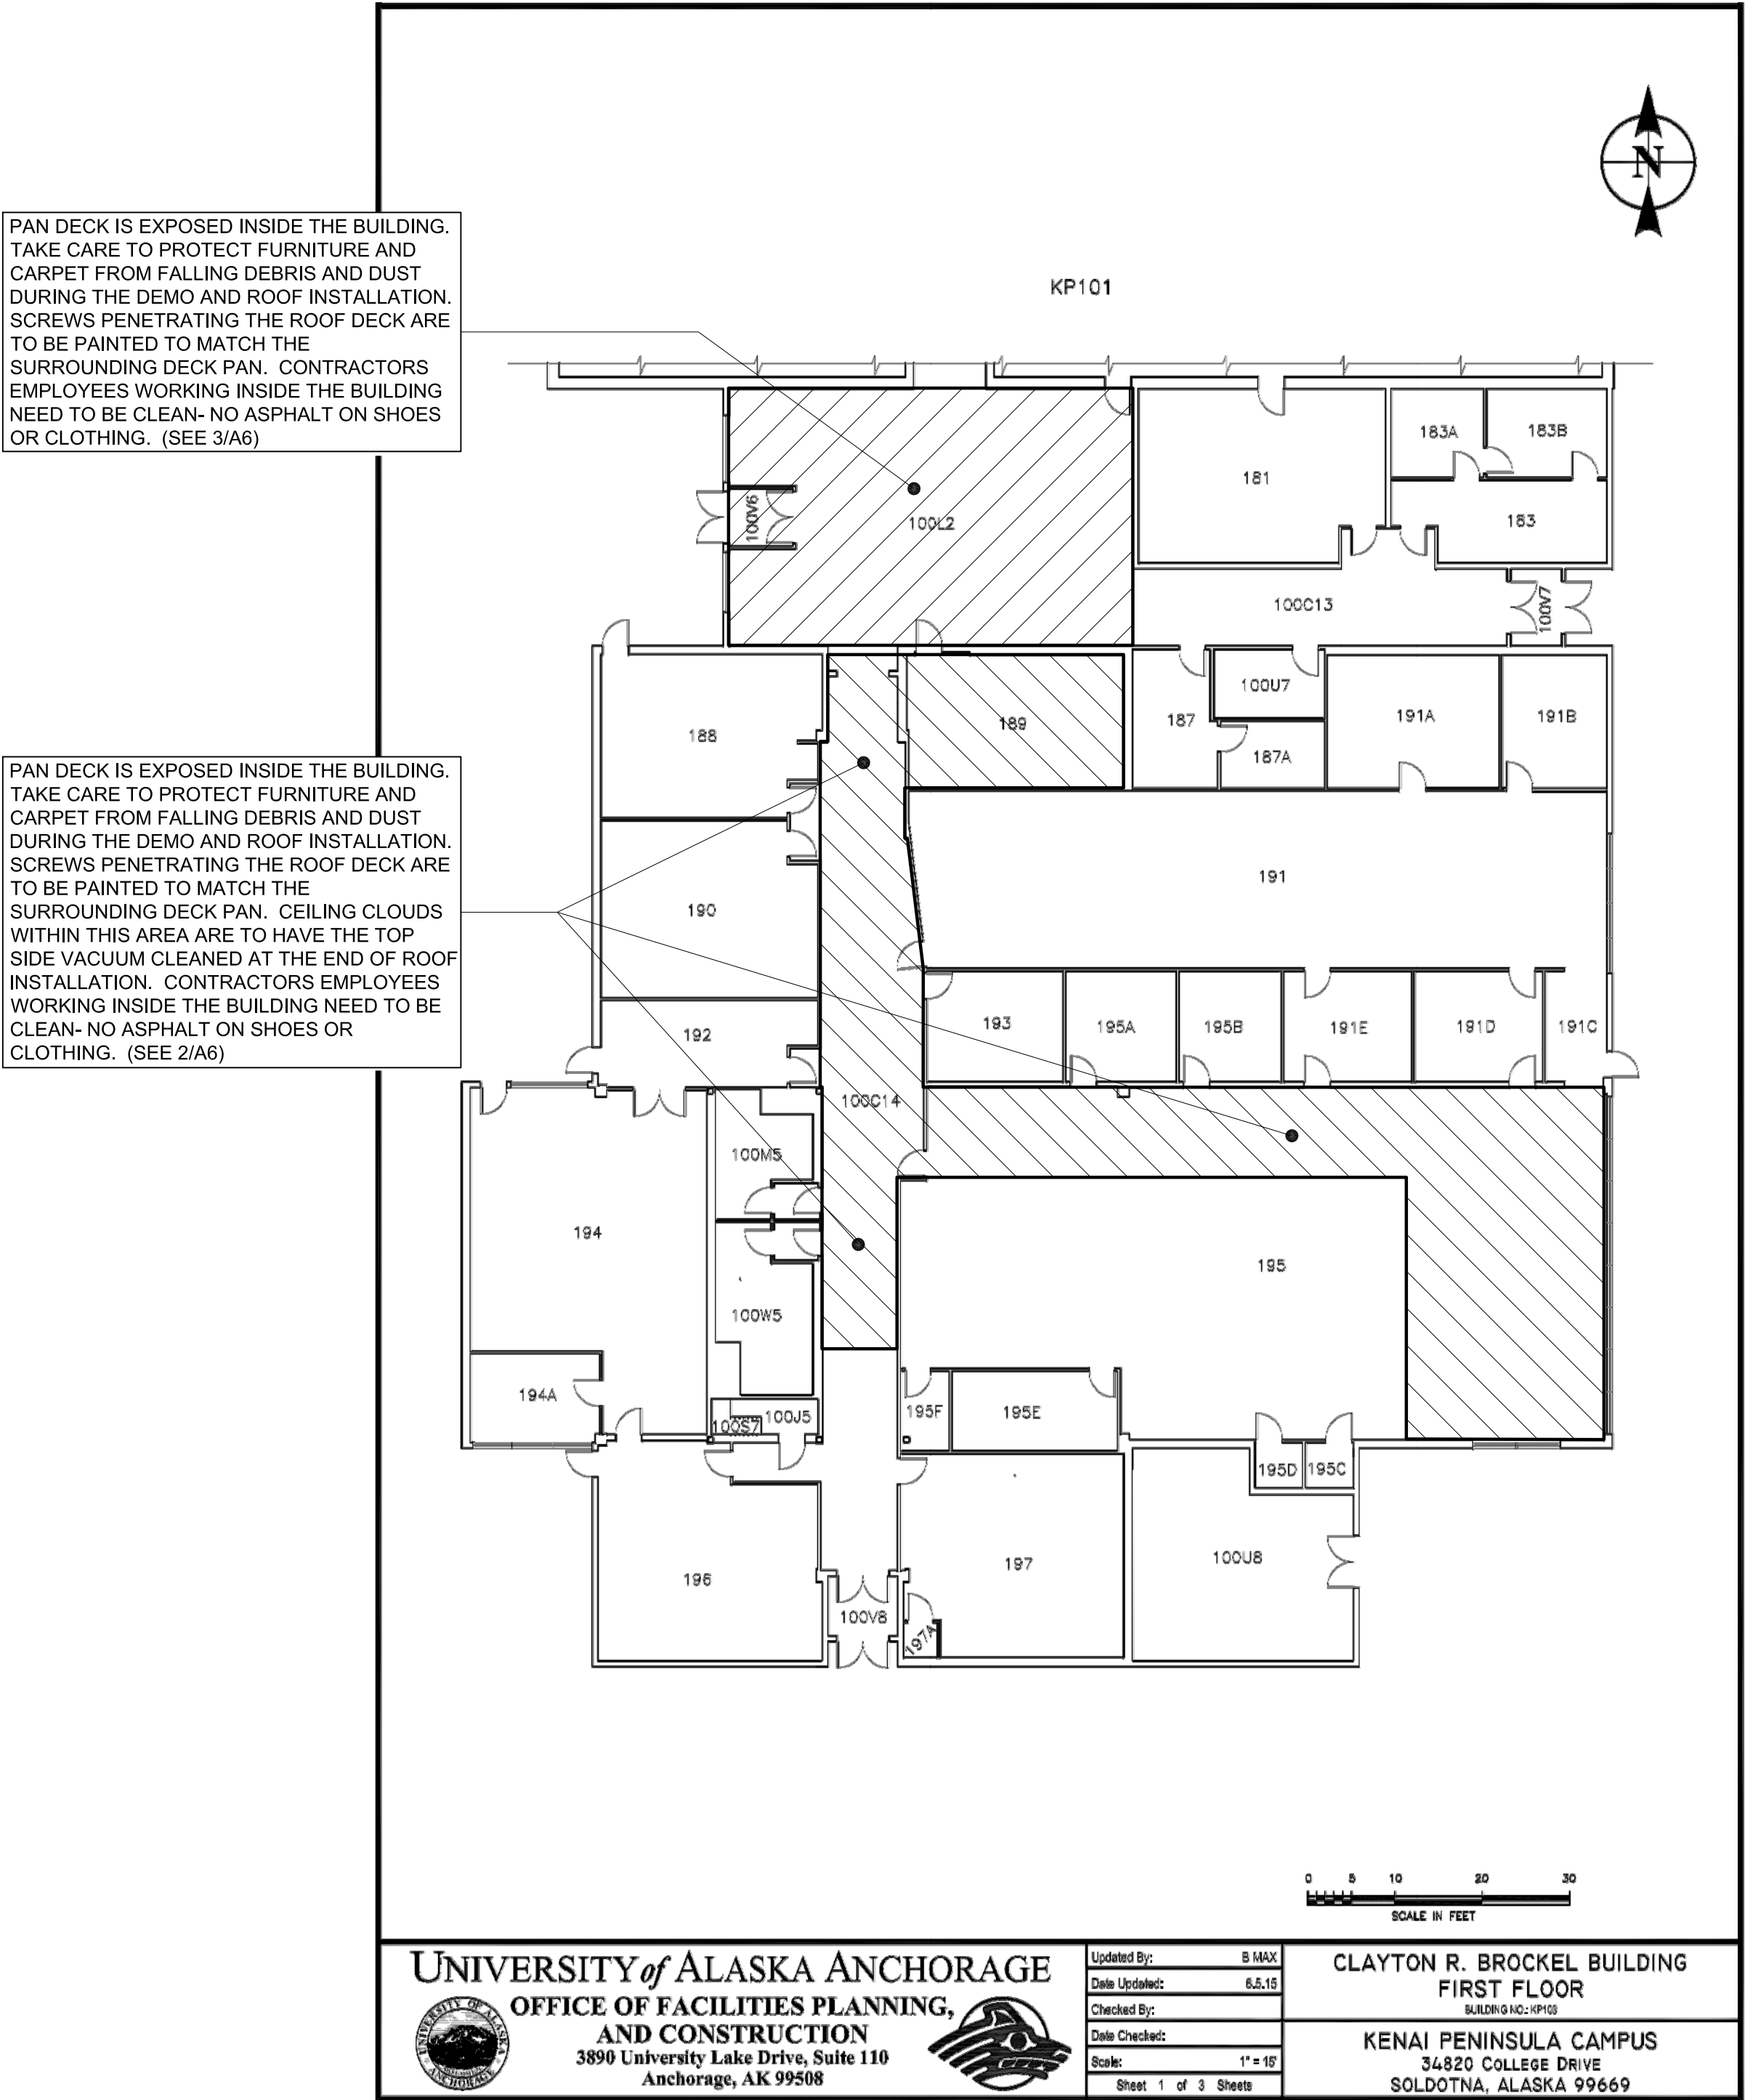 N
KP101
PAN DECK IS EXPOSED INSIDE THE BUILDING.
TAKE CARE TO PROTECT FURNITURE AND
CARPET FROM FALLING DEBRIS AND DUST
DURING THE DEMO AND ROOF INSTALLATION.
SCREWS PENETRATING THE ROOF DECK ARE
TO BE PAINTED TO MATCH THE
SURROUNDING DECK PAN.  CONTRACTORS
EMPLOYEES WORKING INSIDE THE BUILDING
NEED TO BE CLEAN- NO ASPHALT ON SHOES
OR CLOTHING.  (SEE 3/A6)
183A
183B
181
100V6
100L2
183
100C13
100V7
100U7
187
191A
191B
189
188
187A
PAN DECK IS EXPOSED INSIDE THE BUILDING.
TAKE CARE TO PROTECT FURNITURE AND
CARPET FROM FALLING DEBRIS AND DUST
DURING THE DEMO AND ROOF INSTALLATION.
SCREWS PENETRATING THE ROOF DECK ARE
TO BE PAINTED TO MATCH THE
SURROUNDING DECK PAN.  CEILING CLOUDS
WITHIN THIS AREA ARE TO HAVE THE TOP
SIDE VACUUM CLEANED AT THE END OF ROOF
INSTALLATION.  CONTRACTORS EMPLOYEES
WORKING INSIDE THE BUILDING NEED TO BE
CLEAN- NO ASPHALT ON SHOES OR
CLOTHING.  (SEE 2/A6)
191
190
192
193
195A
195B
191E
191D
191C
100C14
100M5
194
195
100W5
194A
100S7
100J5
195F
195E
195D
195C
196
197
100U8
100V8
197A
0 5 10 20 30
SCALE IN FEET
UNIVERSITY of ALASKA ANCHORAGE
OFFICE OF FACILITIES PLANNING,
AND CONSTRUCTION
3890 University Lake Drive, Suite 110
Anchorage, AK 99508
UNIVERSITY OF ALASKA
ANCHORAGE
Updated By: B MAX
Date Updated: 6.5.15
Checked By:
Date Checked:
Scale: 1" = 15'
Sheet 1 of 3 Sheets
CLAYTON R. BROCKEL BUILDING
FIRST FLOOR
BUILDING NO.: KP103
KENAI PENINSULA CAMPUS
34820 COLLEGE DRIVE
SOLDOTNA, ALASKA 99669